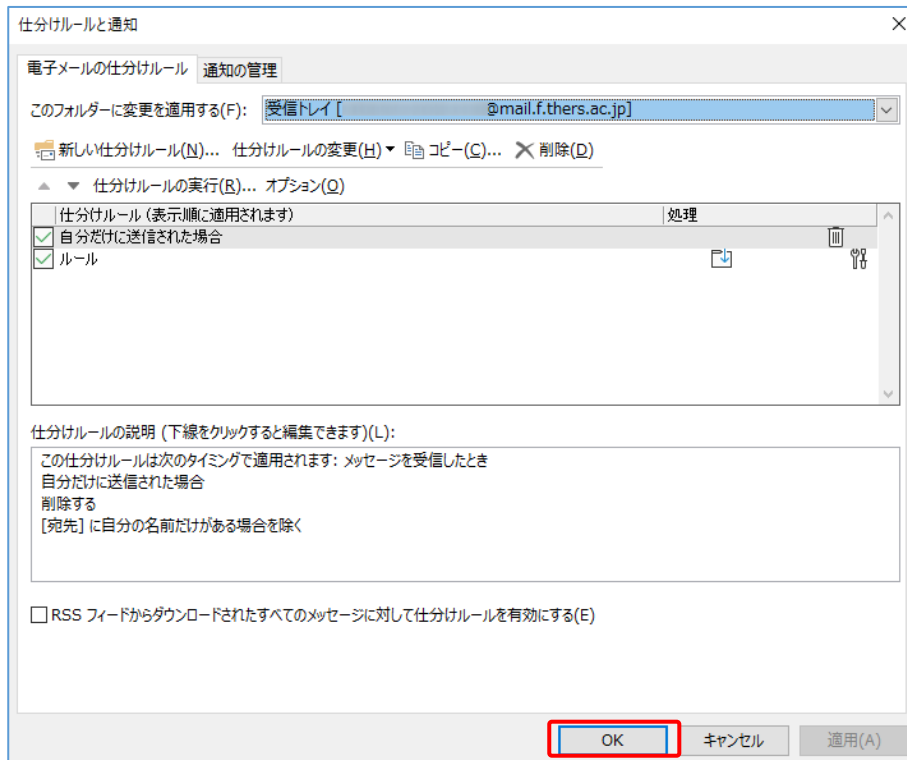 仕分けルールと通知
電子メールの仕分けルール 通知の管理
このフォルダーに変更を適用する(F): 受信トレイ [ @mail.f.thers.ac.jp]
新しい仕分けルール(N)... 仕分けルールの変更(H) コピー(C)... 削除(D)
仕分けルールの実行(R)... オプション(O)
仕分けルール (表示順に適用されます) 処理
自分だけに送信された場合
ルール
仕分けルールの説明 (下線をクリックすると編集できます)(L):
この仕分けルールは次のタイミングで適用されます: メッセージを受信したとき
自分だけに送信された場合
削除する
[宛先] に自分の名前だけがある場合を除く
RSS フィードからダウンロードされたすべてのメッセージに対して仕分けルールを有効にする(E)
OK キャンセル 適用(A)